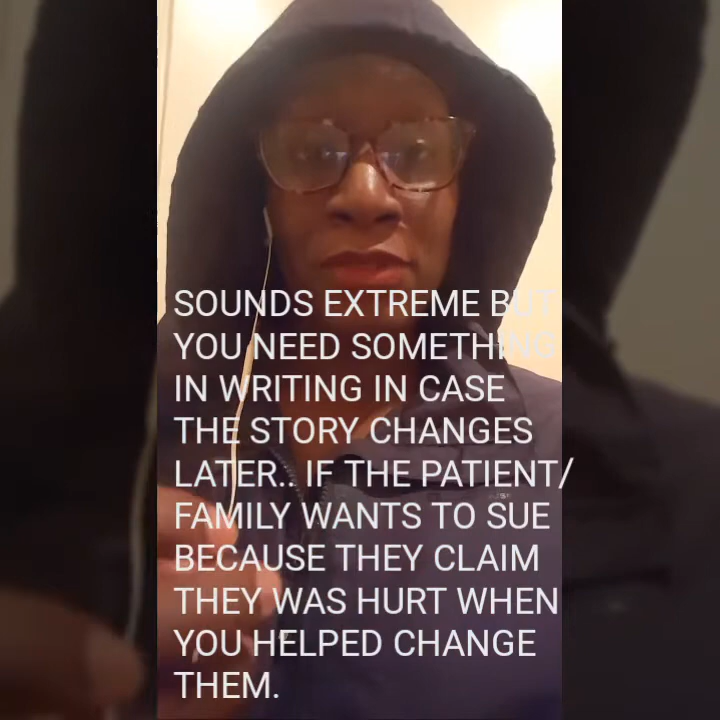 SOUNDS EXTREME BUT
YOU NEED SOMETHING
IN WRITING IN CASE
THE STORY CHANGES
LATER.. IF THE PATIENT/
FAMILY WANTS TO SUE
BECAUSE THEY CLAIM
THEY WAS HURT WHEN
YOU HELPED CHANGE
THEM.